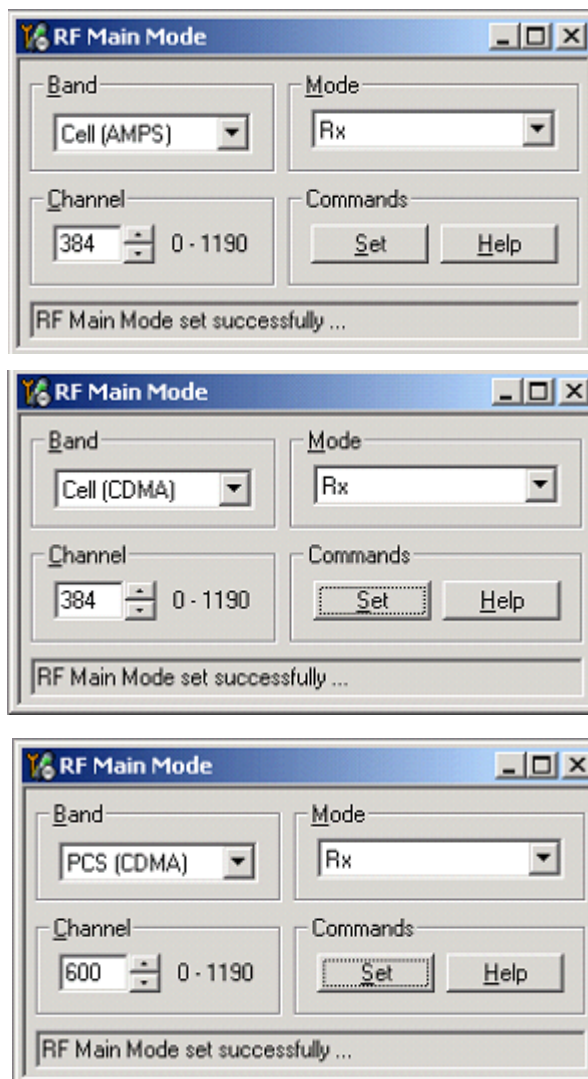 RF Main Mode
Band
Mode
Cell (AMPS)
Rx
Channel
Commands
384
0 - 1190
Set
Help
RF Main Mode set successfully ...
RF Main Mode
Band
Mode
Cell (CDMA)
Rx
Channel
Commands
384
0 - 1190
Set
Help
RF Main Mode set successfully ...
RF Main Mode
Band
Mode
PCS (CDMA)
Rx
Channel
Commands
600
0 - 1190
Set
Help
RF Main Mode set successfully ...